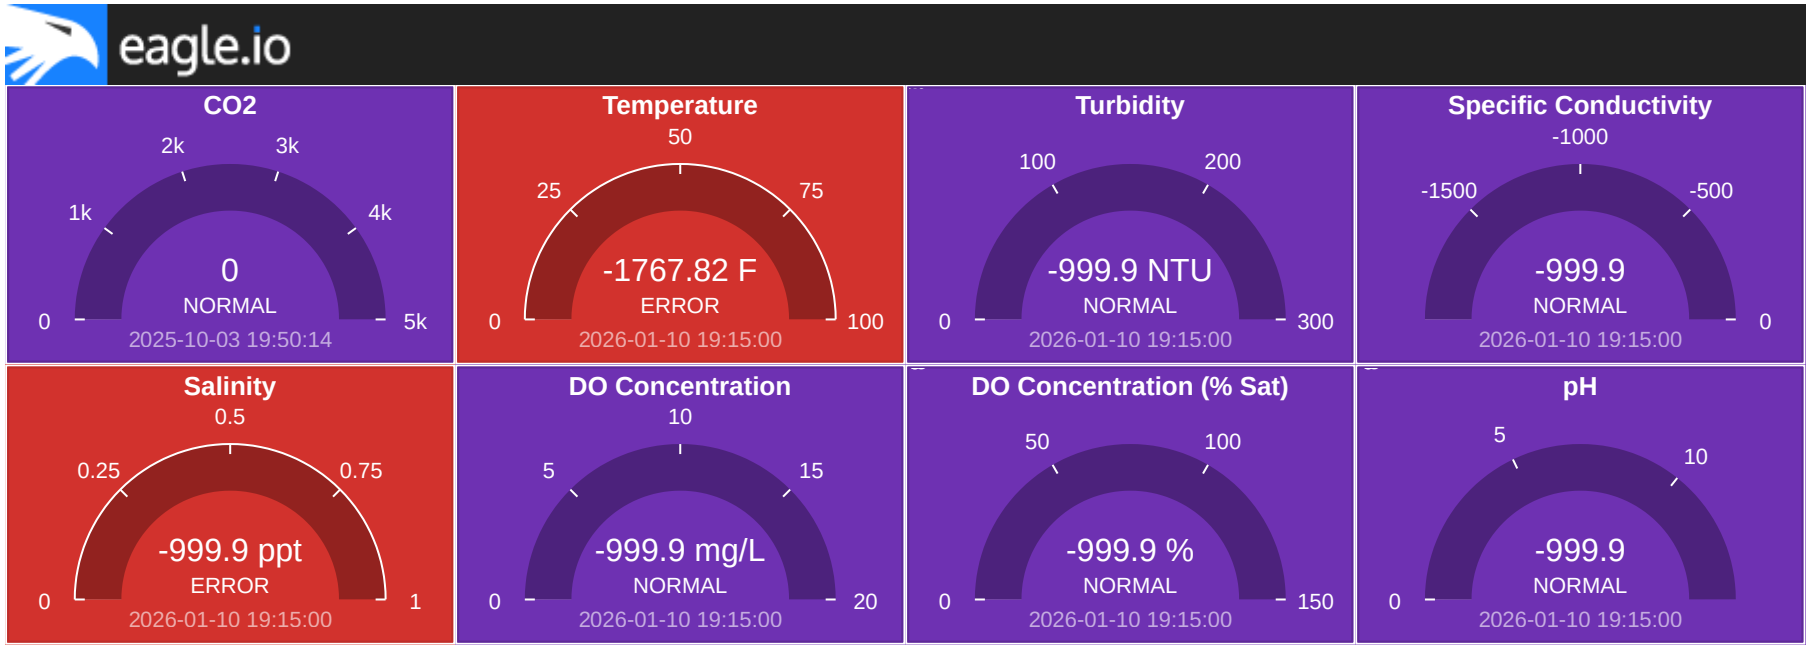 eagle.io
CO2
2k 3k
1k 4k
0
NORMAL
0 5k
2025-10-03 19:50:14
Temperature
50
25 75
-1767.82 F
ERROR
0 100
2026-01-10 19:15:00
Turbidity
100 200
-999.9 NTU
NORMAL
0 300
2026-01-10 19:15:00
Specific Conductivity
-1000
-1500 -500
-999.9
NORMAL
0
2026-01-10 19:15:00
Salinity
0.5
0.25 0.75
-999.9 ppt
ERROR
0 1
2026-01-10 19:15:00
DO Concentration
10
5 15
-999.9 mg/L
NORMAL
0 20
2026-01-10 19:15:00
DO Concentration (% Sat)
50 100
-999.9 %
NORMAL
0 150
2026-01-10 19:15:00
pH
5
10
-999.9
NORMAL
0
2026-01-10 19:15:00